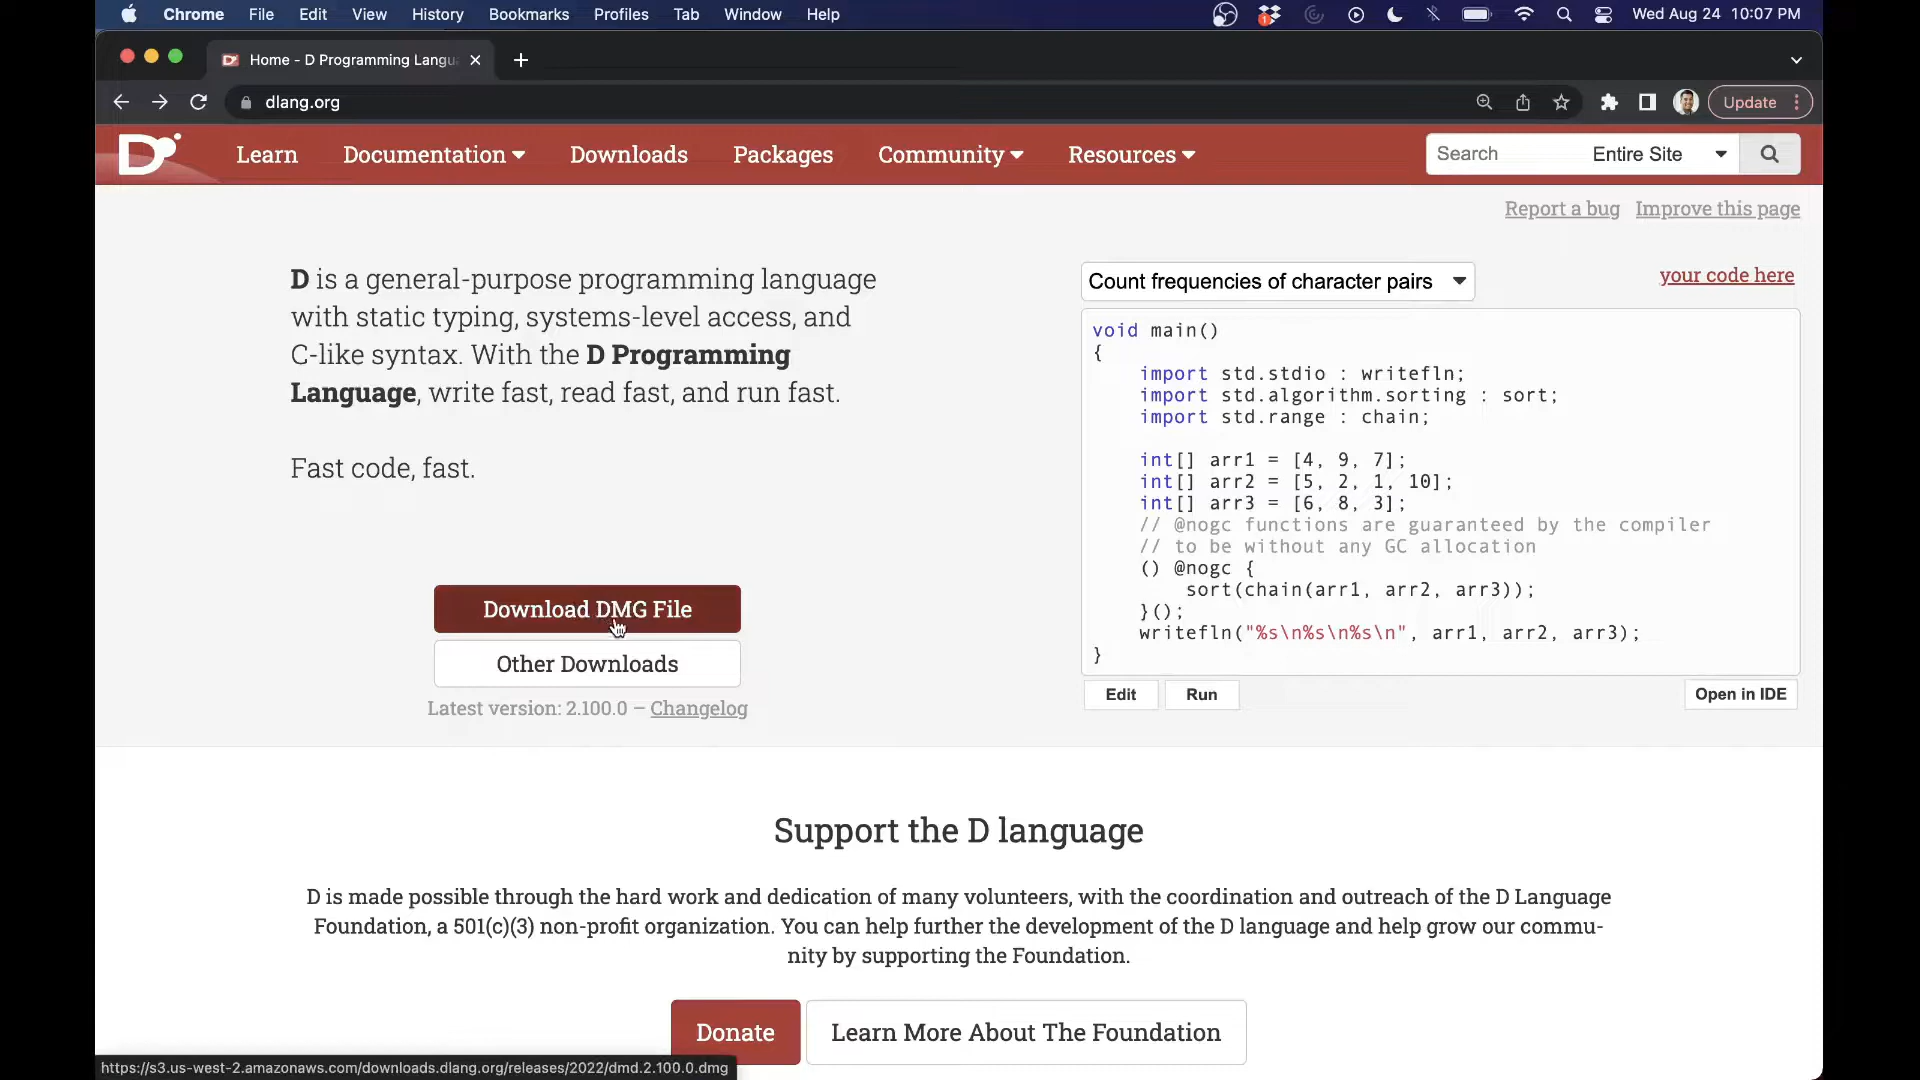 Chrome File Edit View History Bookmarks Profiles Tab Window Help
1
Wed Aug 24 10:07 PM
Home - D Programming Langu
dlang.org
Update
D
Learn
Documentation
Downloads
Packages
Community
Resources
Search
Entire Site
Report a bug
Improve this page
D is a general-purpose programming language
with static typing, systems-level access, and
C-like syntax. With the D Programming
Language, write fast, read fast, and run fast.
Fast code, fast.
Download DMG File
Other Downloads
Latest version: 2.100.0 – Changelog
Count frequencies of character pairs
your code here
void main()
{
import std.stdio : writefln;
import std.algorithm.sorting : sort;
import std.range : chain;
int[] arr1 = [4, 9, 7];
int[] arr2 = [5, 2, 1, 10];
int[] arr3 = [6, 8, 3];
// @nogc functions are guaranteed by the compiler
// to be without any GC allocation
() @nogc {
sort(chain(arr1, arr2, arr3));
}();
writefln("%s\n%s\n%s\n", arr1, arr2, arr3);
}
Edit
Run
Open in IDE
Support the D language
D is made possible through the hard work and dedication of many volunteers, with the coordination and outreach of the D Language
Foundation, a 501(c)(3) non-profit organization. You can help further the development of the D language and help grow our commu-
nity by supporting the Foundation.
Donate
Learn More About The Foundation
https://s3.us-west-2.amazonaws.com/downloads.dlang.org/releases/2022/dmd.2.100.0.dmg